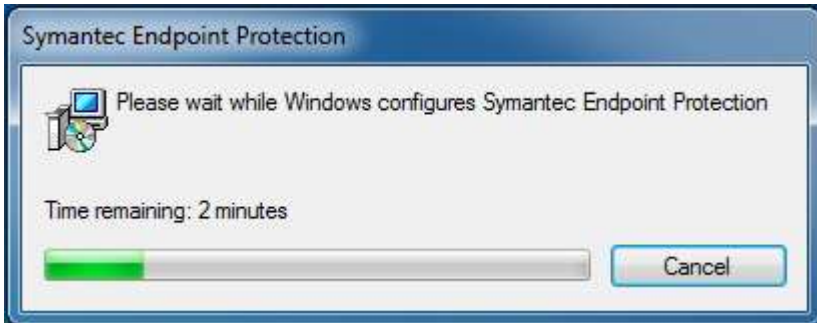 Symantec Endpoint Protection
Please wait while Windows configures Symantec Endpoint Protection
Time remaining: 2 minutes
Cancel